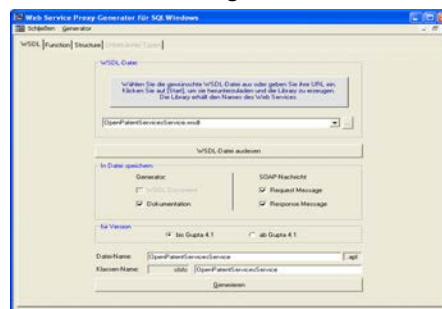 Web Service Proxy Generator für SQLWindows
Schließen Generator
WSDL Function Structure
WSDL-Datei
Wählen Sie die gewünschte WSDL Datei aus oder geben Sie ihre URL ein.
Klicken Sie auf [Start], um sie herunterzuladen und die Library zu erzeugen.
Die Library erhält den Namen des Web Services.
OpenPatentServicesService.wsdl
...
WSDL-Datei auslesen
In Datei speichern
Generator: SOAP-Nachricht
WSDL Document Request Message
Dokumentation Response Message
für Version
bis Gupta 4.1 ab Gupta 4.1
Datei-Name: OpenPatentServicesService .apl
Klassen-Name: OpenPatentServicesService
Generieren